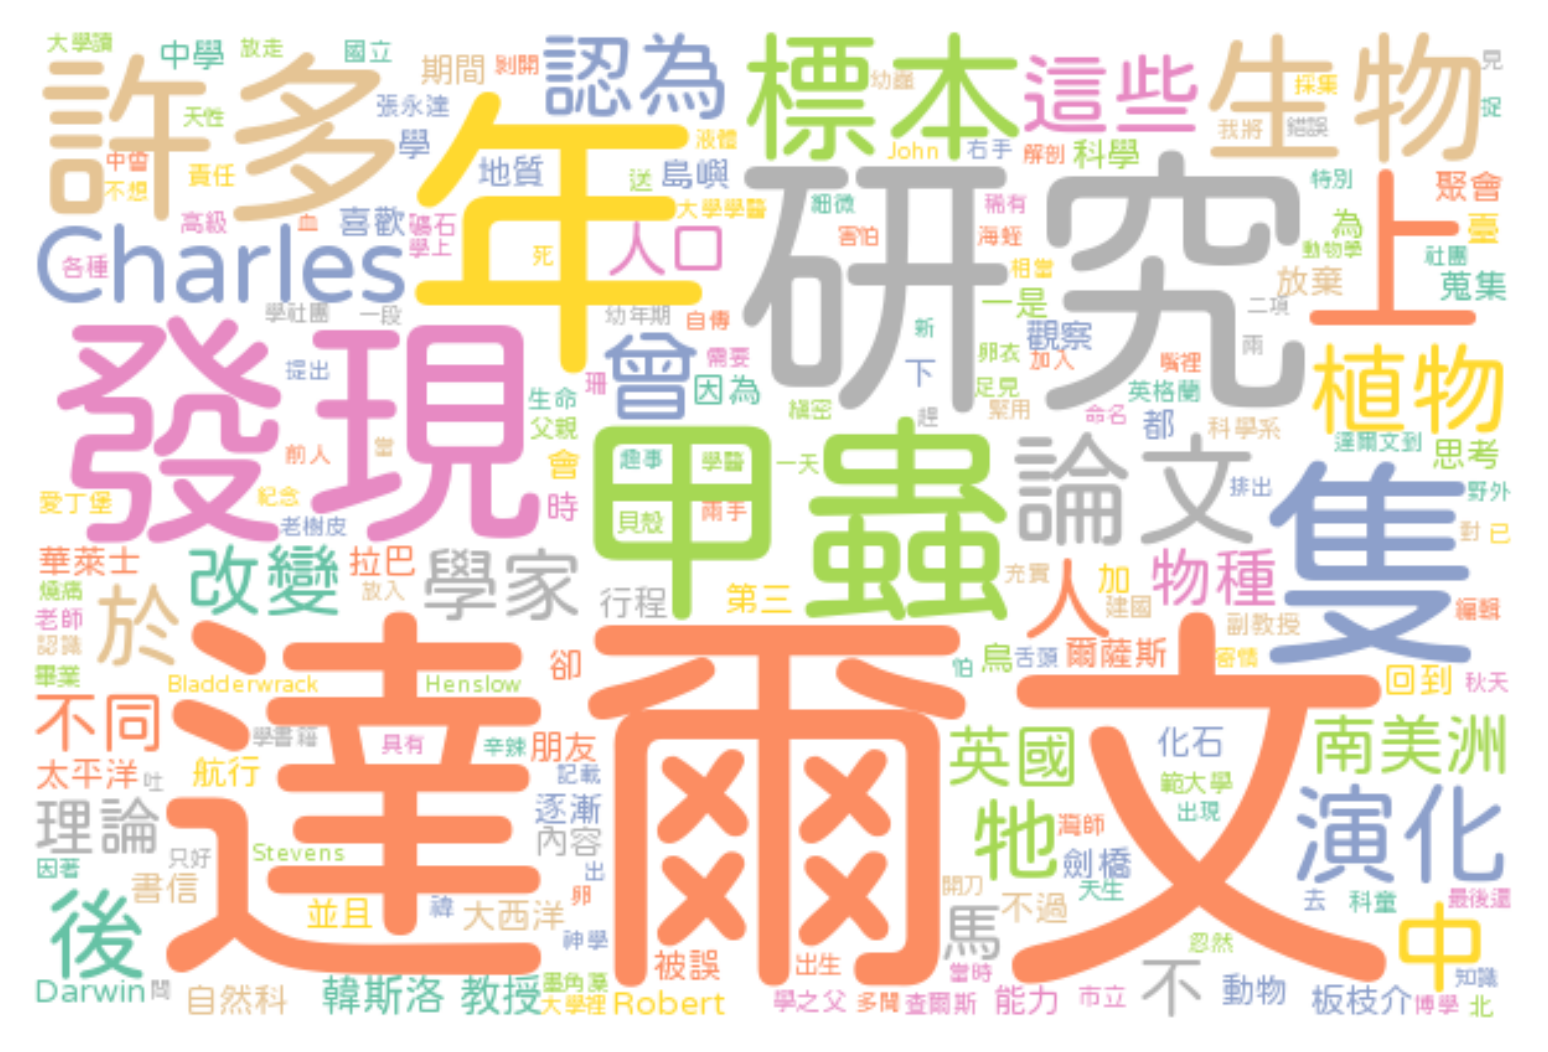 大學讀
中學
放走
國立
期間
剝開
認為
標本
幼蟲
這些
生物
採集
見
許多
天性
張永達
學
年
液體
John
右手
解剖
科學
我將
錯誤
捉
中會
不想
責任
地質
送
島嶼
研究
特別
聚會
高級
血
喜歡
礦石
學上
大學學醫
細微
稀有
為
臺
Charles
各種
死
人口
害怕
海蛭
相當
動物學
上
社團
放棄
蒐集
學社團
一段
幼年期
自傳
一是
二項
發現
提出
曾
需要
新
觀察
雨
珊
因為
下
卵衣
加入
嘴裡
植物
生命
足見
英格蘭
縝密
趕
緊用
命名
父親
都
科學系
前人
當
會
甲蟲
趣事
學醫
一天
論文
達爾文到
思考
愛丁堡
紀念
老樹皮
時
貝殼
兩手
排出
隻
野外
對
已
華萊士
改變
拉巴
學家
充實
人
加
物種
燒痛
放入
於
行程
第三
建國
編輯
老師
副教授
認識
卻
怕
鳥
舌頭
爾薩斯
密情
畢業
Bladderwrack
Henslow
回到
秋天
不同
學書籍
達爾文
具有
辛辣
朋友
英國
化石
南美洲
太平洋
吐
航行
記載
範大學
理論
逐漸
牠
灣師
出現
演化
內容
因著
只好
Stevens
出
劍橋
書信
卵
開刀
天生
去
科童
最後還
後
並且
禕
大西洋
馬
不過
中
神學
忽然
被誤
出生
當時
知識
Darwin
問
自然科
韓斯洛
教授
墨角藻
大學裡
Robert
學之父
多聞
查爾斯
能力
市立
不
動物
板枝介
博學
北